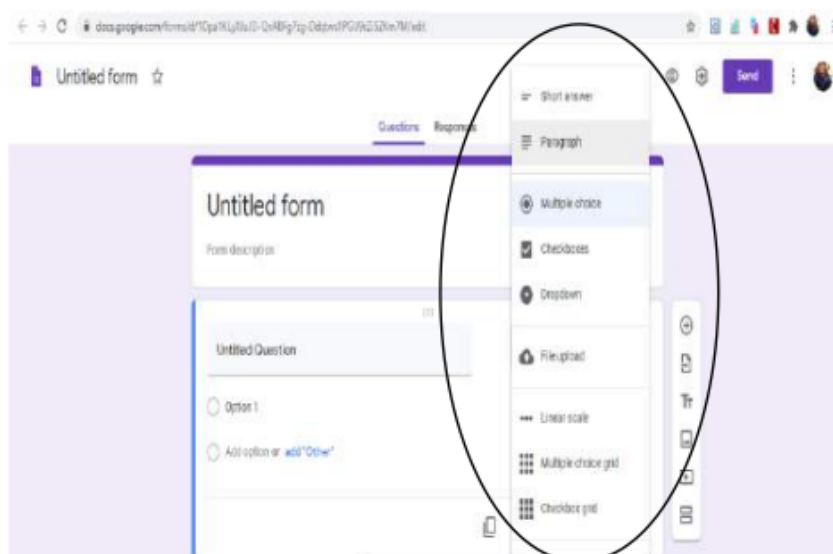 Untitled form
Send
Questions Responses
Untitled form
Form description
Untitled Question
Option 1
Add option or add "Other"
Short answer
Paragraph
Multiple choice
Checkboxes
Dropdown
File upload
Linear scale
Multiple choice grid
Checkbox grid
Tr